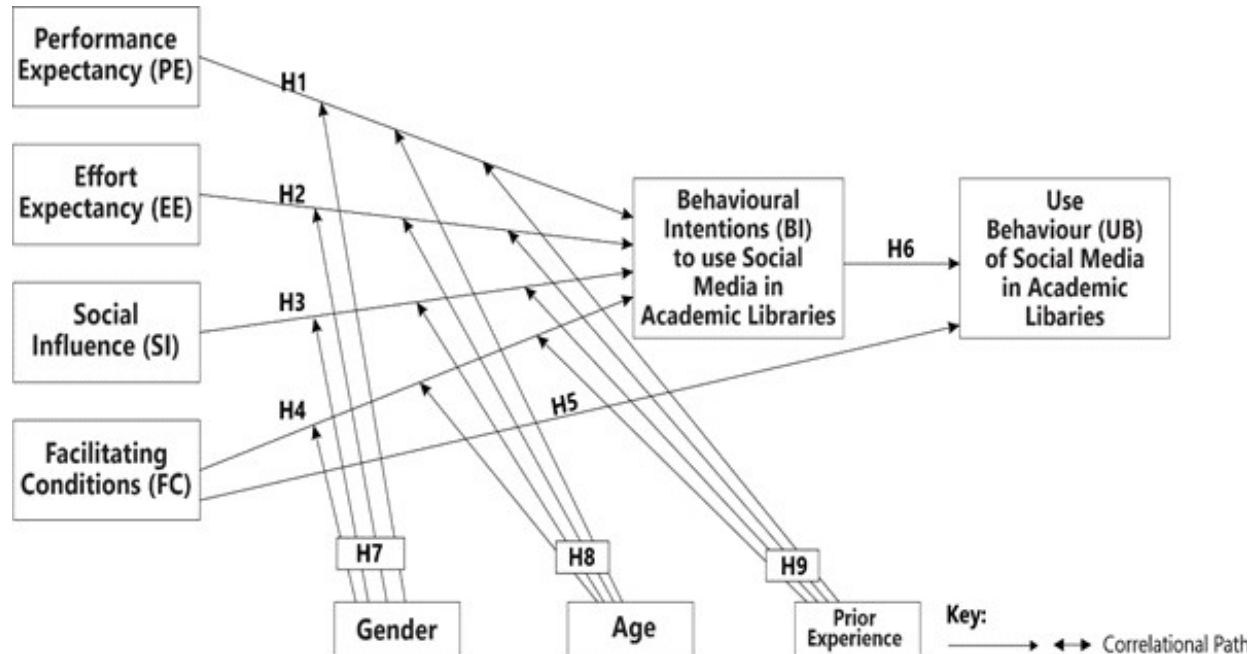 Performance
Expectancy (PE)
H1
Effort
Expectancy (EE)
H2
Social
Influence (SI)
H3
Facilitating
Conditions (FC)
H4
H5
Behavioural
Intentions (BI)
to use Social
Media in
Academic Libraries
H6
Use
Behaviour (UB)
of Social Media
in Academic
Libaries
H7
H8
H9
Gender
Age
Prior
Experience
Key:
Correlational Path